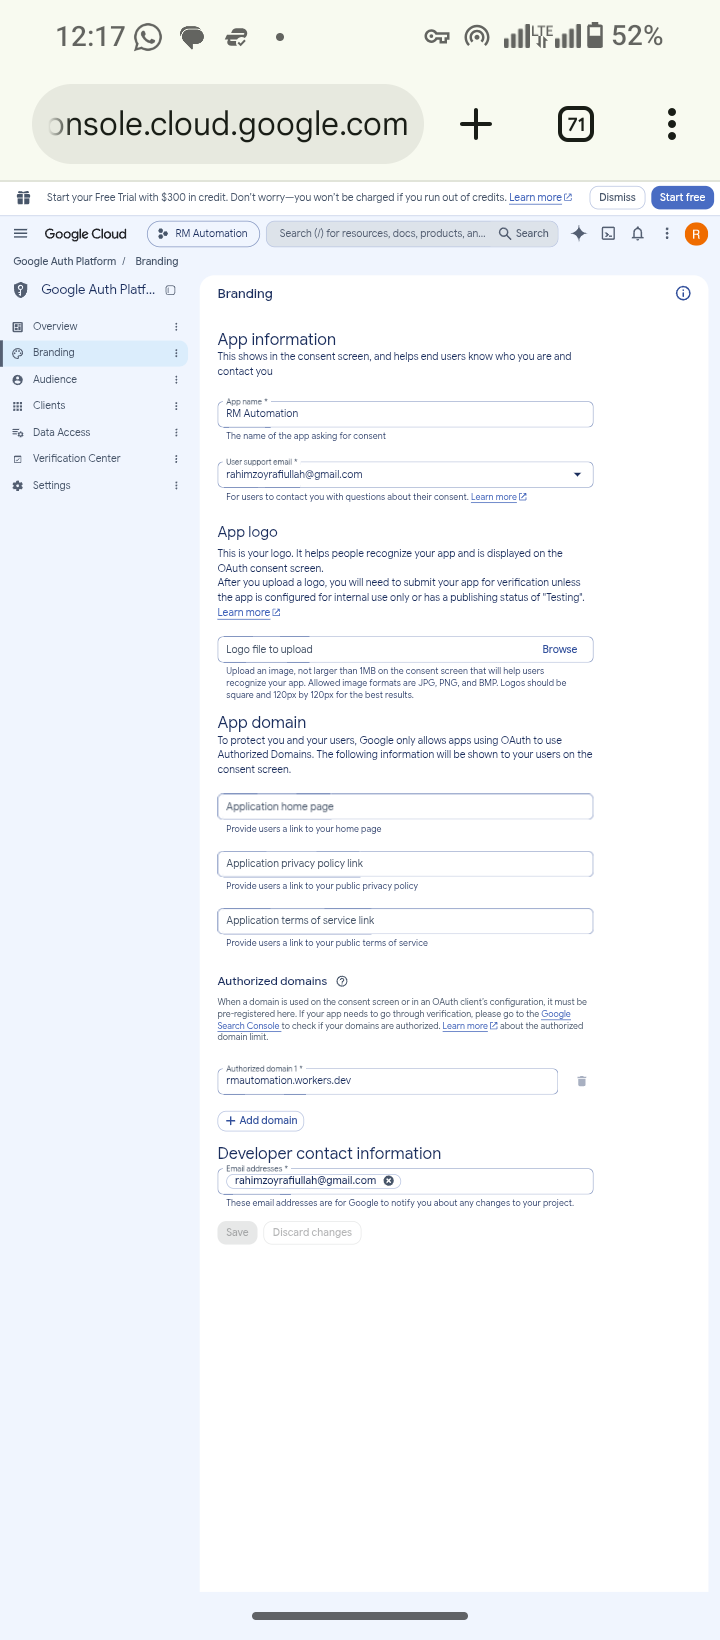 12:17
LTE
52%
onsole.cloud.google.com
71
Start your Free Trial with $300 in credit. Don't worry—you won't be charged if you run out of credits. Learn more
Dismiss
Start free
Google Cloud
RM Automation
Search (/) for resources, docs, products, an...
Search
R
Google Auth Platform / Branding
Google Auth Platf...
Overview
Branding
Audience
Clients
Data Access
Verification Center
Settings
Branding
App information
This shows in the consent screen, and helps end users know who you are and
contact you
App name *
RM Automation
The name of the app asking for consent
User support email *
rahimzoyrafiullah@gmail.com
For users to contact you with questions about their consent. Learn more
App logo
This is your logo. It helps people recognize your app and is displayed on the
OAuth consent screen.
After you upload a logo, you will need to submit your app for verification unless
the app is configured for internal use only or has a publishing status of "Testing".
Learn more
Logo file to upload
Browse
Upload an image, not larger than 1MB on the consent screen that will help users
recognize your app. Allowed image formats are JPG, PNG, and BMP. Logos should be
square and 120px by 120px for the best results.
App domain
To protect you and your users, Google only allows apps using OAuth to use
Authorized Domains. The following information will be shown to your users on the
consent screen.
Application home page
Provide users a link to your home page
Application privacy policy link
Provide users a link to your public privacy policy
Application terms of service link
Provide users a link to your public terms of service
Authorized domains
When a domain is used on the consent screen or in an OAuth client's configuration, it must be
pre-registered here. If your app needs to go through verification, please go to the Google
Search Console to check if your domains are authorized. Learn more about the authorized
domain limit.
Authorized domain 1 *
rmautomation.workers.dev
Add domain
Developer contact information
Email addresses *
rahimzoyrafiullah@gmail.com
These email addresses are for Google to notify you about any changes to your project.
Save
Discard changes